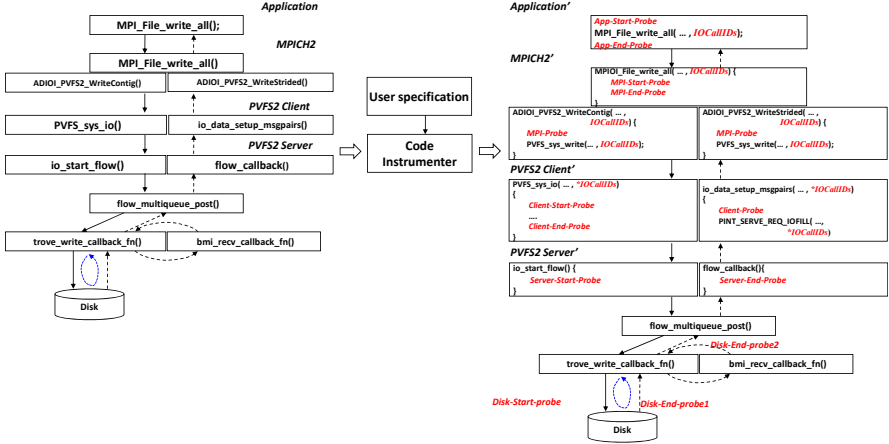 Application
MPI_File_write_all();
MPICH2
MPI_File_write_all()
ADIOI_PVFS2_WriteContig()
ADIOI_PVFS2_WriteStrided()
PVFS2 Client
PVFS_sys_io()
io_data_setup_msgpairs()
PVFS2 Server
io_start_flow()
flow_callback()
flow_multiqueue_post()
trove_write_callback_fn()
bmi_recv_callback_fn()
Disk
User specification
Code
Instrumenter
Application’
App-Start-Probe
MPI_File_write_all( … , IOCallIDs);
App-End-Probe
MPICH2’
MPIOI_File_write_all( … , IOCallIDs) {
MPI-Start-Probe
MPI-End-Probe
}
ADIOI_PVFS2_WriteContig( … ,
IOCallIDs) {
MPI-Probe
PVFS_sys_write(… , IOCallIDs);
}
ADIOI_PVFS2_WriteStrided( … ,
IOCallIDs) {
MPI-Probe
PVFS_sys_write(… , IOCallIDs);
}
PVFS2 Client’
PVFS_sys_io( … , *IOCallIDs)
{
Client-Start-Probe
….
Client-End-Probe
}
io_data_setup_msgpairs( … , *IOCallIDs)
{
Client-Probe
PINT_SERVE_REQ_IOFILL( …,
*IOCallIDs)
PVFS2 Server’
io_start_flow() {
Server-Start-Probe
}
flow_callback(){
Server-End-Probe
}
flow_multiqueue_post()
Disk-End-probe2
trove_write_callback_fn()
bmi_recv_callback_fn()
Disk-Start-probe
Disk-End-probe1
Disk